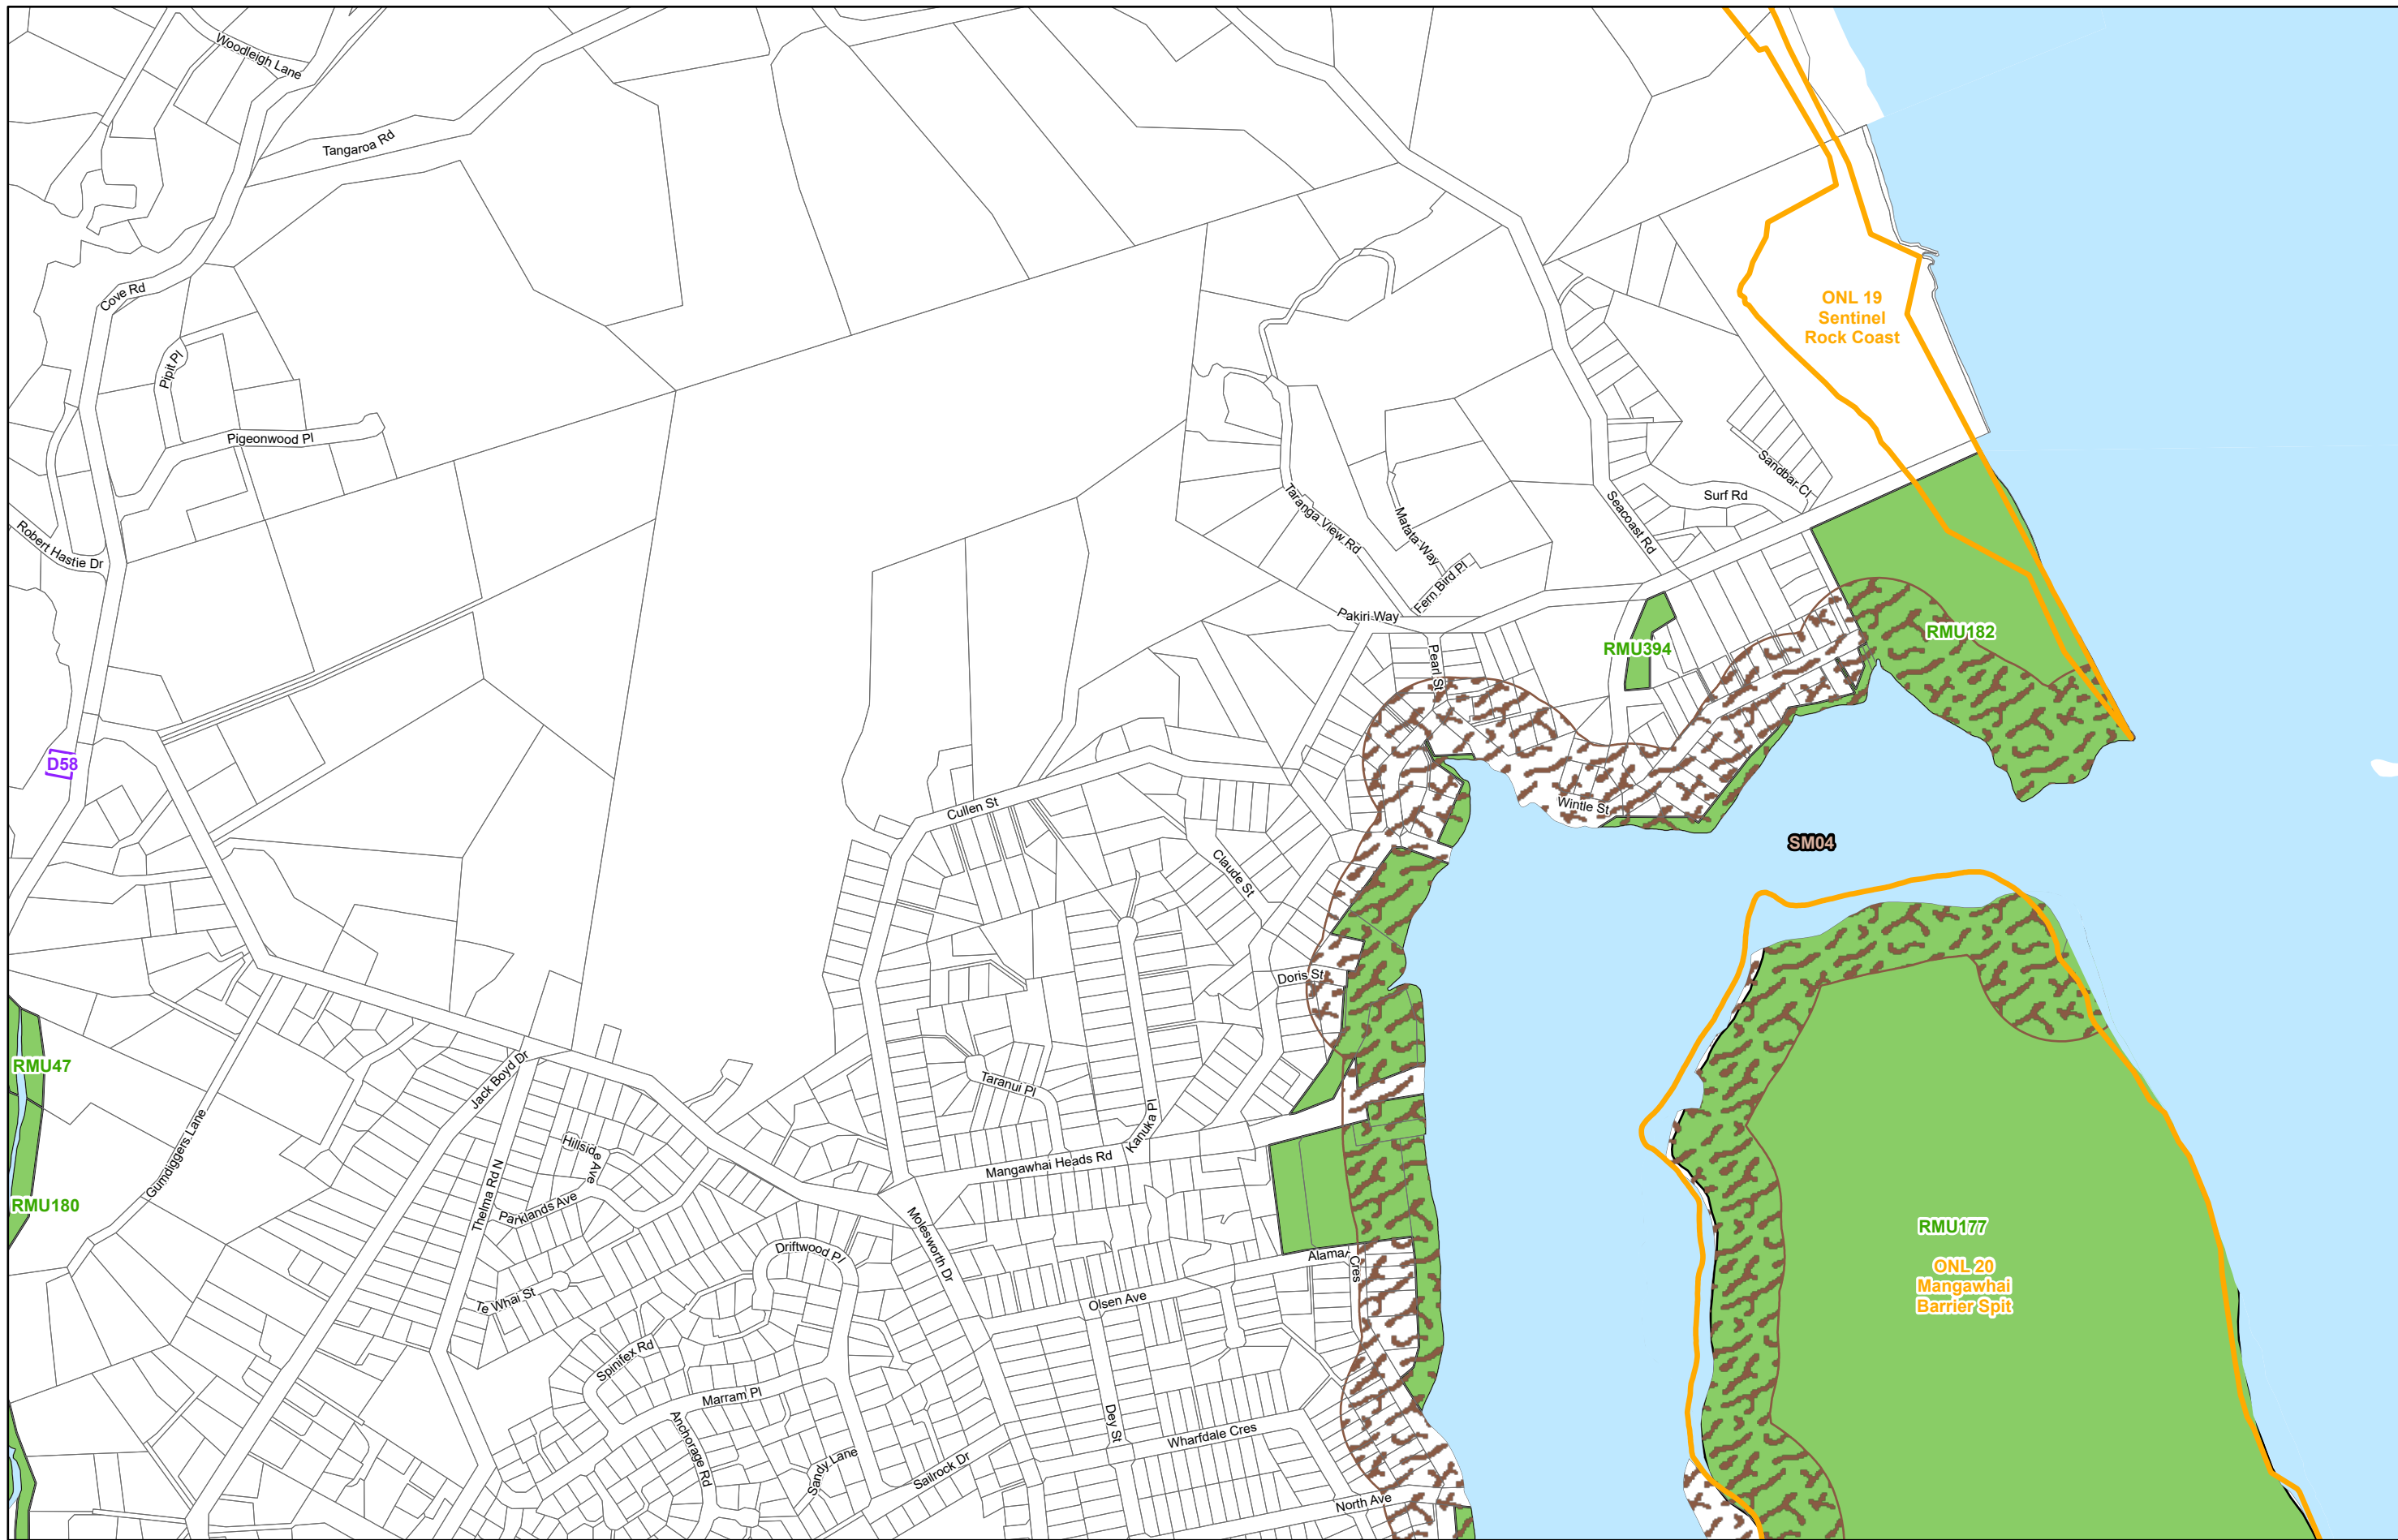 Woodleigh Lane
Tangaroa Rd
Cove Rd
ONL 19
Sentinel
Rock Coast
Pipit Pl
Pigeonwood Pl
Sandbar Cl
Surf Rd
Taranga View Rd
Matata Way
Seacoast Rd
Robert Hastie Dr
Fern Bird Pl
Pakiri Way
RMU182
RMU394
Pearl St
D58
Cullen St
Wintle St
SM04
Claude St
Doris St
RMU47
Jack Boyd Dr
Taranui Pl
Kanuka Pl
Gumdiggers Lane
Hillside Ave
Mangawhai Heads Rd
RMU180
Thelma Rd N
Parklands Ave
Molesworth Dr
RMU177
Driftwood Pl
Alamar Cres
ONL 20
Mangawhai
Barrier Spit
Te Whai St
Olsen Ave
Spinifex Rd
Marram Pl
Anchorage Rd
Dey St
Wharfdale Cres
Sandy Lane
Sailrock Dr
North Ave